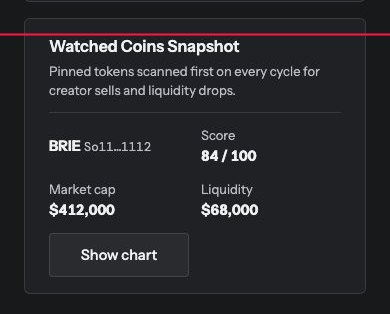 Watched Coins Snapshot
Pinned tokens scanned first on every cycle for
creator sells and liquidity drops.
BRIE So11…1112
Score
84 / 100
Market cap
$412,000
Liquidity
$68,000
Show chart